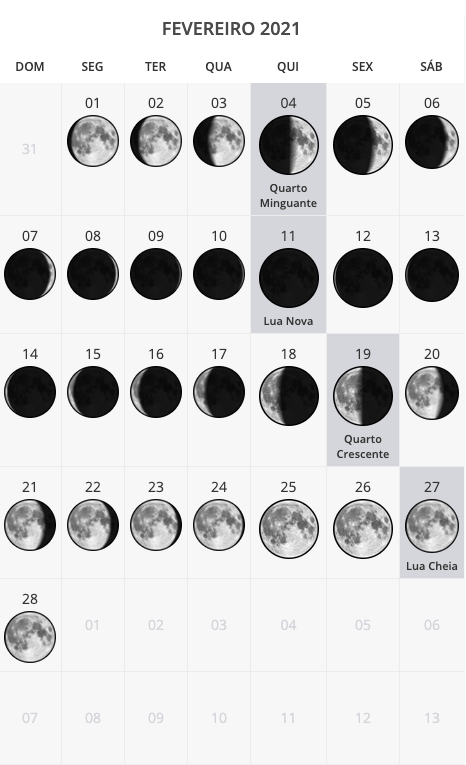 FEVEREIRO 2021
DOM SEG TER QUA QUI SEX SÁB
31 01 02 03 04 05 06
Quarto
Minguante
07 08 09 10 11 12 13
Lua Nova
14 15 16 17 18 19 20
Quarto
Crescente
21 22 23 24 25 26 27
Lua Cheia
28 01 02 03 04 05 06
07 08 09 10 11 12 13